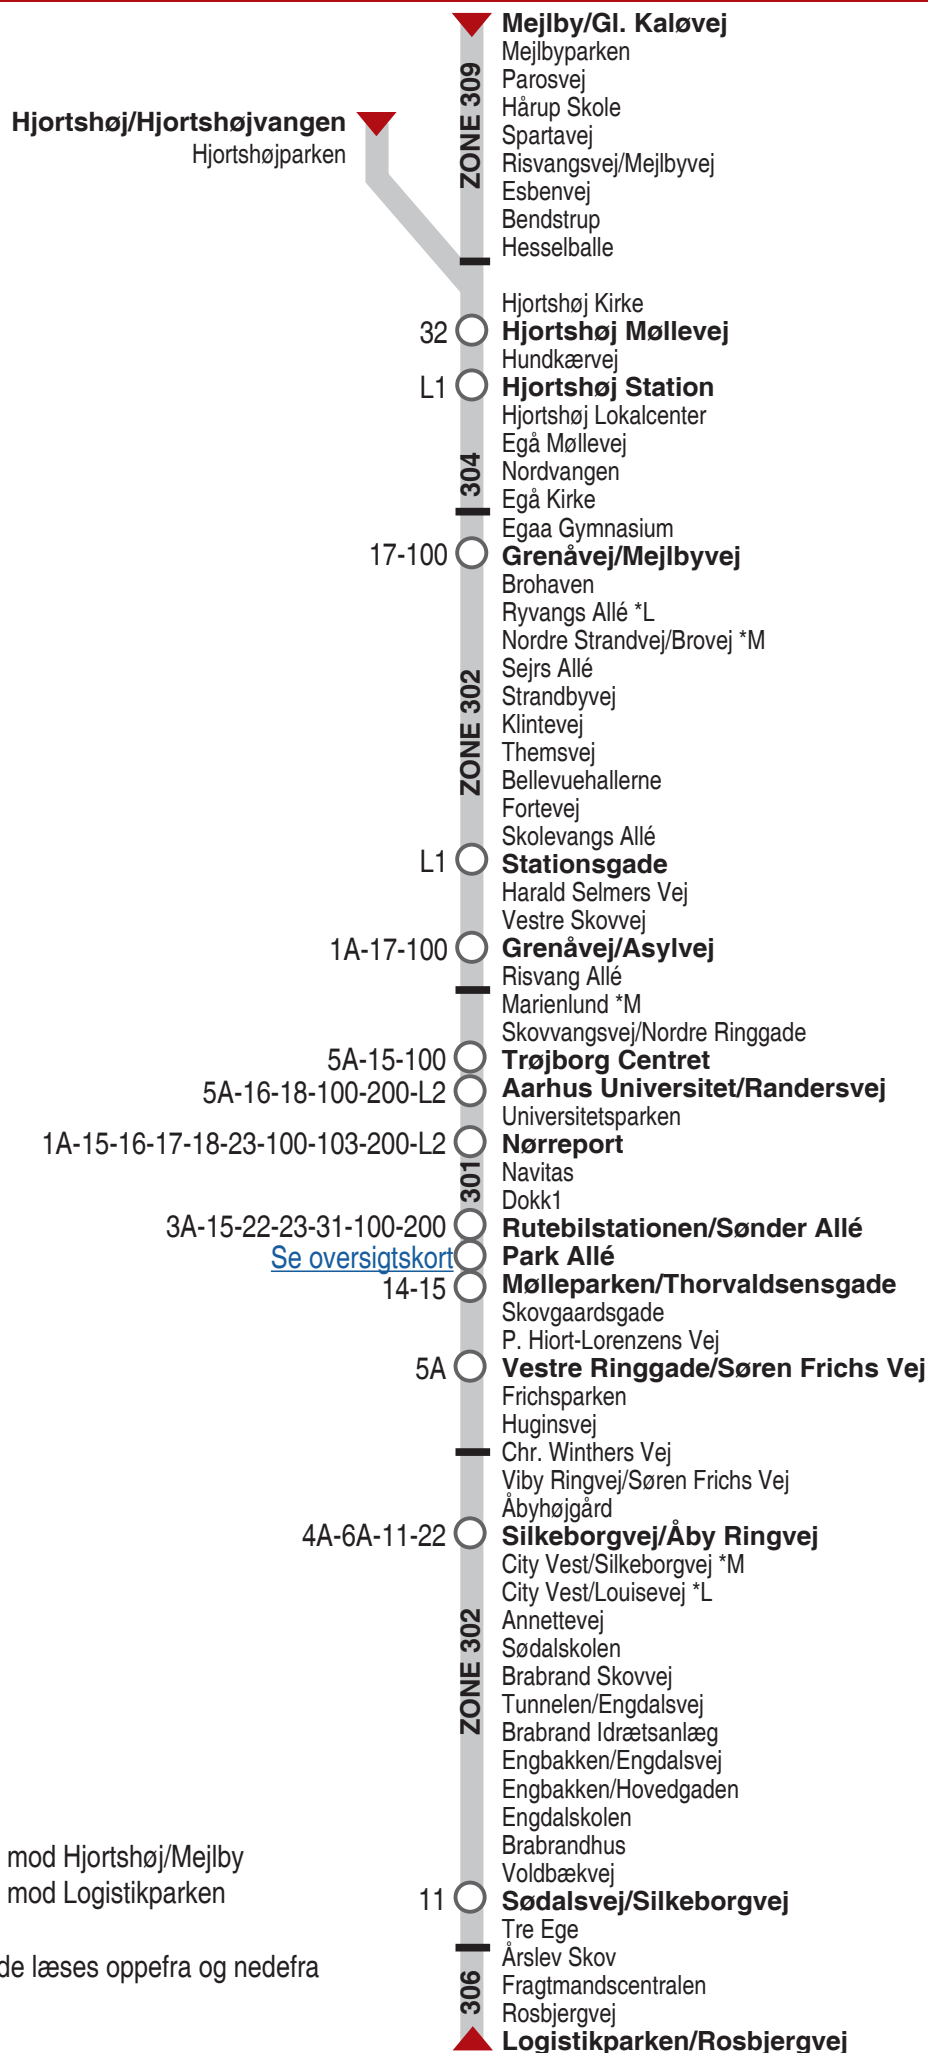 Mejlby/Gl. Kaløvej
Mejlbyparken
Parosvej
Hårup Skole
Spartavej
Risvangsvej/Mejlbyvej
Esbenvej
Bendstrup
Hesselballe
ZONE 309
Hjortshøj/Hjortshøjvangen
Hjortshøjparken
Hjortshøj Kirke
32 Hjortshøj Møllevej
Hundkærvej
L1 Hjortshøj Station
Hjortshøj Lokalcenter
Egå Møllevej
Nordvangen
Egå Kirke
304
Egaa Gymnasium
17-100 Grenåvej/Mejlbyvej
Brohaven
Ryvangs Allé *L
Nordre Strandvej/Brovej *M
Sejrs Allé
Strandbyvej
Klintevej
Themsvej
Bellevuehallerne
Fortevej
Skolevangs Allé
ZONE 302
L1 Stationsgade
Harald Selmers Vej
Vestre Skovvej
1A-17-100 Grenåvej/Asylvej
Risvang Allé
Marienlund *M
Skovvangsvej/Nordre Ringgade
5A-15-100 Trøjborg Centret
5A-16-18-100-200-L2 Aarhus Universitet/Randersvej
Universitetsparken
1A-15-16-17-18-23-100-103-200-L2 Nørreport
Navitas
Dokk1
301
3A-15-22-23-31-100-200 Rutebilstationen/Sønder Allé
Se oversigtskort Park Allé
14-15 Mølleparken/Thorvaldsensgade
Skovgaardsgade
P. Hiort-Lorenzens Vej
5A Vestre Ringgade/Søren Frichs Vej
Frichsparken
Huginsvej
Chr. Winthers Vej
Viby Ringvej/Søren Frichs Vej
Åbyhøjgård
4A-6A-11-22 Silkeborgvej/Åby Ringvej
City Vest/Silkeborgvej *M
City Vest/Louisevej *L
Annettevej
Sødalskolen
Brabrand Skovvej
Tunnelen/Engdalsvej
Brabrand Idrætsanlæg
Engbakken/Engdalsvej
Engbakken/Hovedgaden
Engdalskolen
Brabrandhus
Voldbækvej
ZONE 302
11 Sødalsvej/Silkeborgvej
Tre Ege
Årslev Skov
Fragtmandscentralen
Rosbjergvej
306
Logistikparken/Rosbjergvej
mod Hjortshøj/Mejlby
mod Logistikparken
de læses oppefra og nedefra